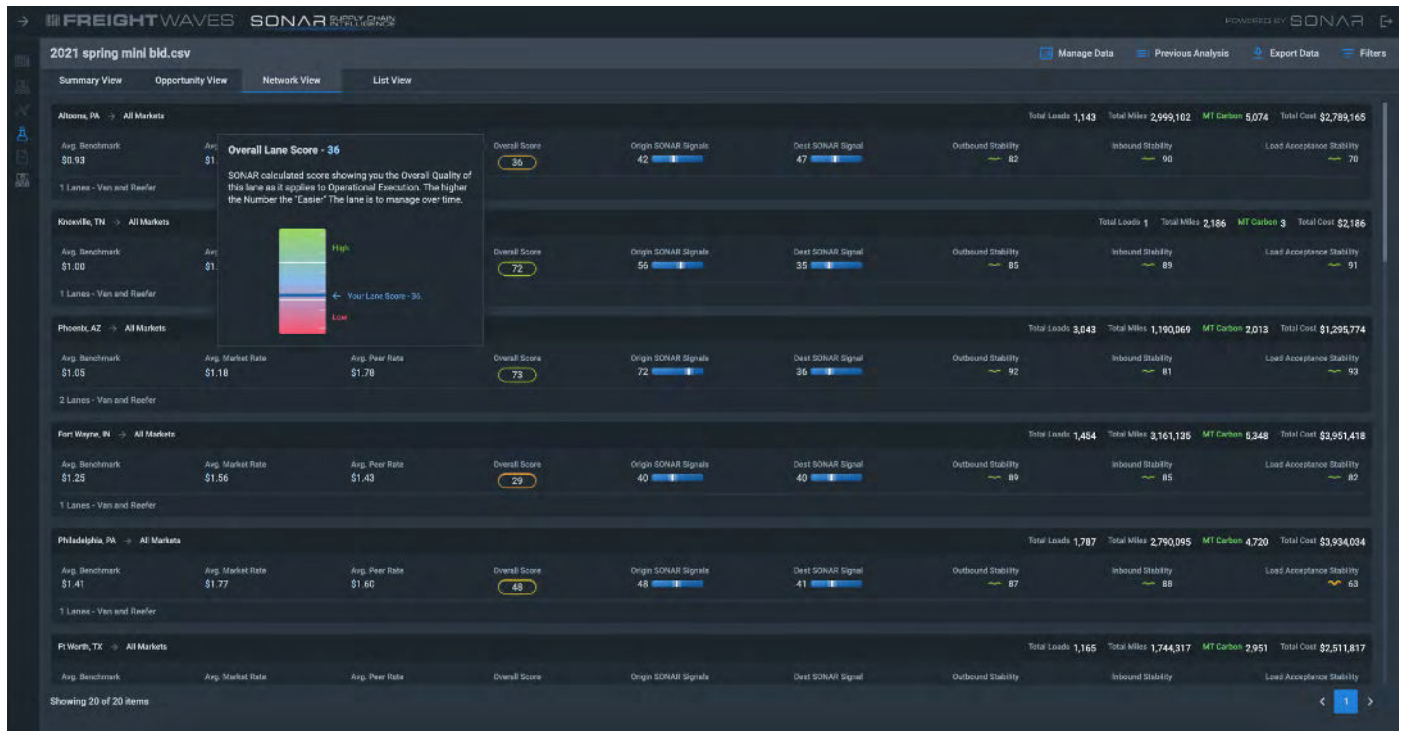 FREIGHTWAVES SONAR SUPPLY CHAIN INTELLIGENCE POWERED BY SONAR
2021 spring mini bid.csv Manage Data Previous Analysis Export Data Filters
Summary View Opportunity View Network View List View
Altoona, PA → All Markets Total Loads 1,143 Total Miles 2,999,102 MT Carbon 5,074 Total Cost $2,789,165
Avg. Benchmark Overall Score Origin SONAR Signals Dest SONAR Signal Outbound Stability Inbound Stability Load Acceptance Stability
$0.93 $1. 36 42 47 82 90 70
1 Lanes - Van and Reefer
Overall Lane Score - 36
SONAR calculated score showing you the Overall Quality of
this lane as it applies to Operational Execution. The higher
the Number the "Easier" The lane is to manage over time.
High
← Your Lane Score - 36.
Low
Knoxville, TN → All Markets Total Loads 1 Total Miles 2,186 MT Carbon 3 Total Cost $2,186
Avg. Benchmark Overall Score Origin SONAR Signals Dest SONAR Signal Outbound Stability Inbound Stability Load Acceptance Stability
$1.00 $1. 72 56 35 85 89 91
1 Lanes - Van and Reefer
Phoenix, AZ → All Markets Total Loads 3,043 Total Miles 1,190,069 MT Carbon 2,013 Total Cost $1,295,774
Avg. Benchmark Avg. Market Rate Avg. Peer Rate Overall Score Origin SONAR Signals Dest SONAR Signal Outbound Stability Inbound Stability Load Acceptance Stability
$1.05 $1.18 $1.78 73 72 36 92 81 93
2 Lanes - Van and Reefer
Fort Wayne, IN → All Markets Total Loads 1,454 Total Miles 3,161,135 MT Carbon 5,348 Total Cost $3,951,418
Avg. Benchmark Avg. Market Rate Avg. Peer Rate Overall Score Origin SONAR Signals Dest SONAR Signal Outbound Stability Inbound Stability Load Acceptance Stability
$1.25 $1.56 $1.43 29 40 40 89 85 82
1 Lanes - Van and Reefer
Philadelphia, PA → All Markets Total Loads 1,787 Total Miles 2,790,095 MT Carbon 4,720 Total Cost $3,934,034
Avg. Benchmark Avg. Market Rate Avg. Peer Rate Overall Score Origin SONAR Signals Dest SONAR Signal Outbound Stability Inbound Stability Load Acceptance Stability
$1.41 $1.77 $1.60 48 48 41 87 88 63
1 Lanes - Van and Reefer
Ft Worth, TX → All Markets Total Loads 1,165 Total Miles 1,744,317 MT Carbon 2,951 Total Cost $2,511,817
Avg. Benchmark Avg. Market Rate Avg. Peer Rate Overall Score Origin SONAR Signals Dest SONAR Signal Outbound Stability Inbound Stability Load Acceptance Stability
Showing 20 of 20 items < 1 >